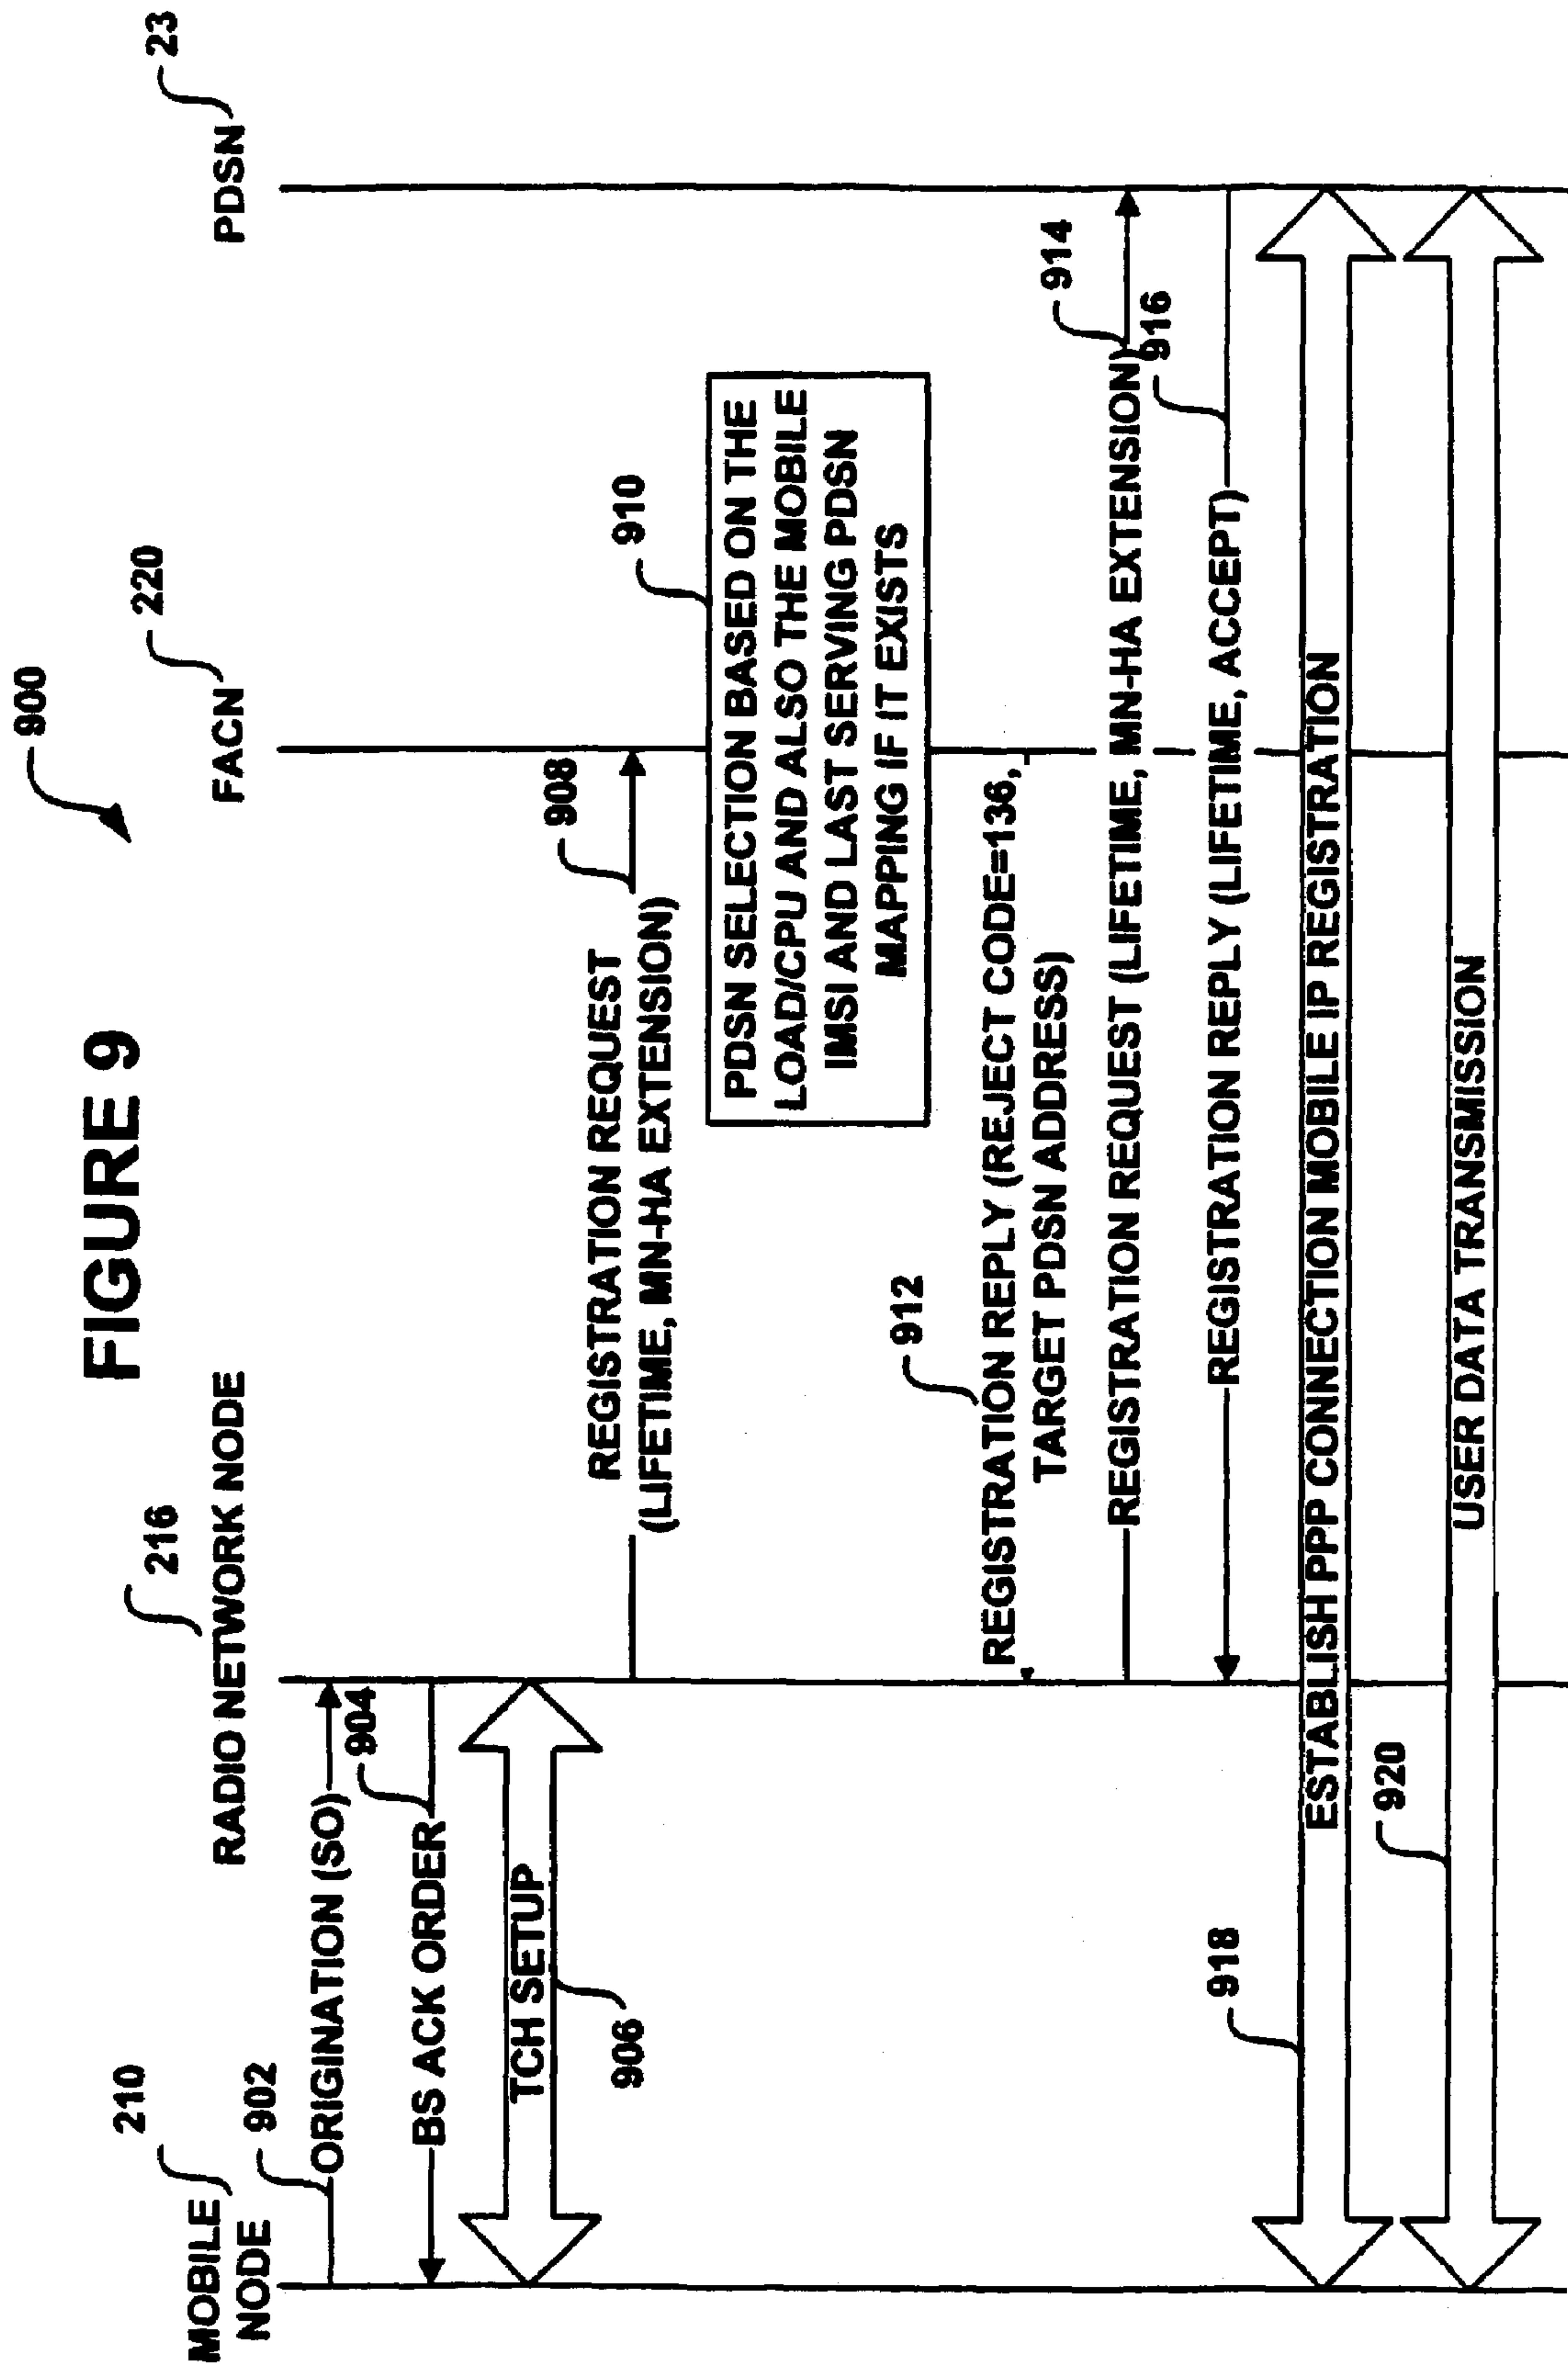 FIGURE 9
900
210
MOBILE
NODE
216
RADIO NETWORK NODE
220
FACN
23
PDSN
902
ORIGINATION (SO)
904
BS ACK ORDER
TCH SETUP
906
908
REGISTRATION REQUEST
(LIFETIME, MN-HA EXTENSION)
910
PDSN SELECTION BASED ON THE
LOAD/CPU AND ALSO THE MOBILE
IMSI AND LAST SERVING PDSN
MAPPING IF IT EXISTS
912
REGISTRATION REPLY (REJECT CODE=136,
TARGET PDSN ADDRESS)
914
REGISTRATION REQUEST (LIFETIME, MN-HA EXTENSION)
916
REGISTRATION REPLY (LIFETIME, ACCEPT)
918
ESTABLISH PPP CONNECTION MOBILE IP REGISTRATION
920
USER DATA TRANSMISSION